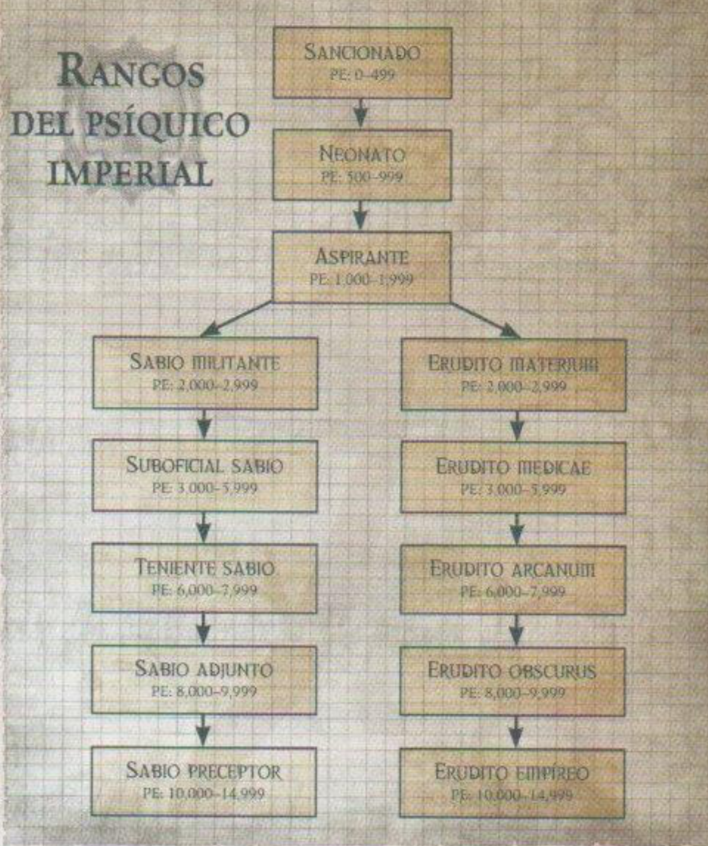 RANGOS
DEL PSÍQUICO
IMPERIAL
SANCIONADO
PE: 0–499
NEONATO
PE: 500–999
ASPIRANTE
PE: 1,000–1,999
SABIO MILITANTE
PE: 2,000–2,999
ERUDITO MATERIUM
PE: 2,000–2,999
SUBOFICIAL SABIO
PE: 3,000–5,999
ERUDITO MEDICAE
PE: 3,000–5,999
TENIENTE SABIO
PE: 6,000–7,999
ERUDITO ARCANUM
PE: 6,000–7,999
SABIO ADJUNTO
PE: 8,000–9,999
ERUDITO OBSCURUS
PE: 8,000–9,999
SABIO PRECEPTOR
PE: 10,000–14,999
ERUDITO EMPÍREO
PE: 10,000–14,999